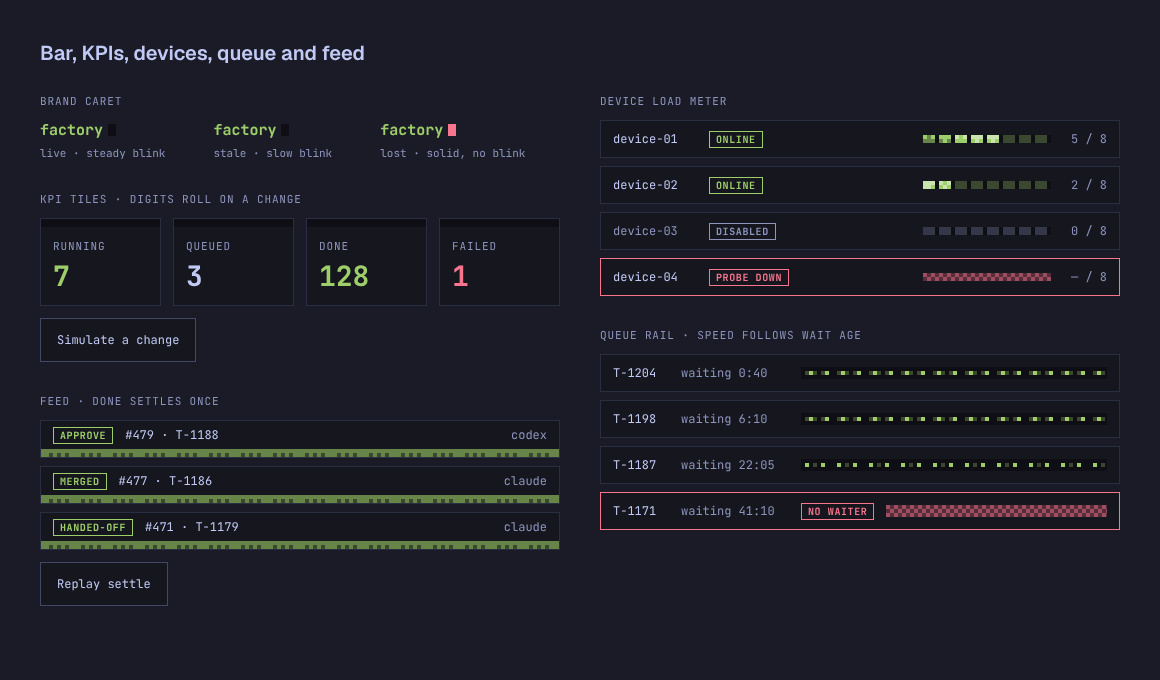 Bar, KPIs, devices, queue and feed
BRAND CARET
factory factory factory
live · steady blink stale · slow blink lost · solid, no blink
KPI TILES · DIGITS ROLL ON A CHANGE
RUNNING QUEUED DONE FAILED
7 3 128 1
Simulate a change
FEED · DONE SETTLES ONCE
APPROVE #479 · T-1188 codex
MERGED #477 · T-1186 claude
HANDED-OFF #471 · T-1179 claude
Replay settle
DEVICE LOAD METER
device-01 ONLINE 5 / 8
device-02 ONLINE 2 / 8
device-03 DISABLED 0 / 8
device-04 PROBE DOWN — / 8
QUEUE RAIL · SPEED FOLLOWS WAIT AGE
T-1204 waiting 0:40
T-1198 waiting 6:10
T-1187 waiting 22:05
T-1171 waiting 41:10 NO WAITER